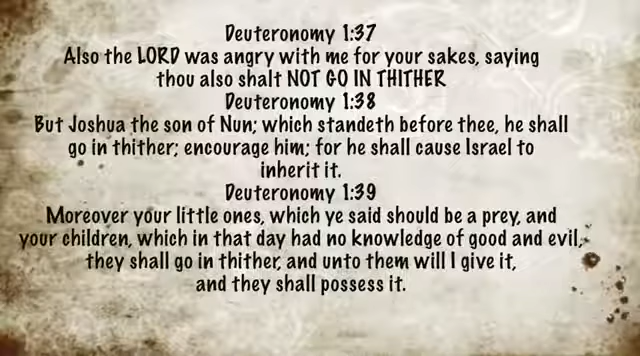 Deuteronomy 1:37
Also the LORD was angry with me for your sakes, saying
thou also shalt NOT GO IN THITHER
Deuteronomy 1:38
But Joshua the son of Nun; which standeth before thee, he shall
go in thither; encourage him; for he shall cause Israel to
inherit it.
Deuteronomy 1:39
Moreover your little ones, which ye said should be a prey, and
your children, which in that day had no knowledge of good and evil,
they shall go in thither, and unto them will I give it,
and they shall possess it.